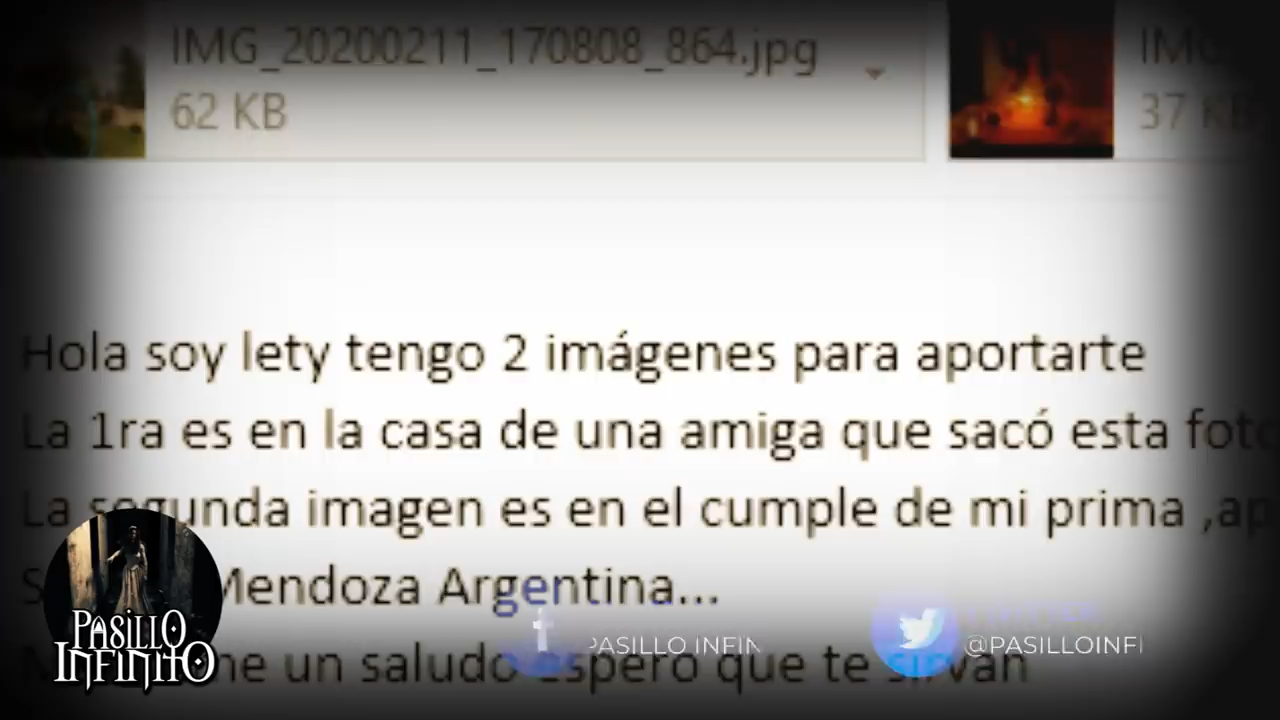 IMG_20200211_170808_864.jpg
62 KB
IMG
37 KB
Hola soy lety tengo 2 imágenes para aportarte
La 1ra es en la casa de una amiga que sacó esta foto
La segunda imagen es en el cumple de mi prima ,ap
Mendoza Argentina...
un saludo espero que te sirvan
PASILLO
INFINITO
PASILLO INFIN
@PASILLOINFI